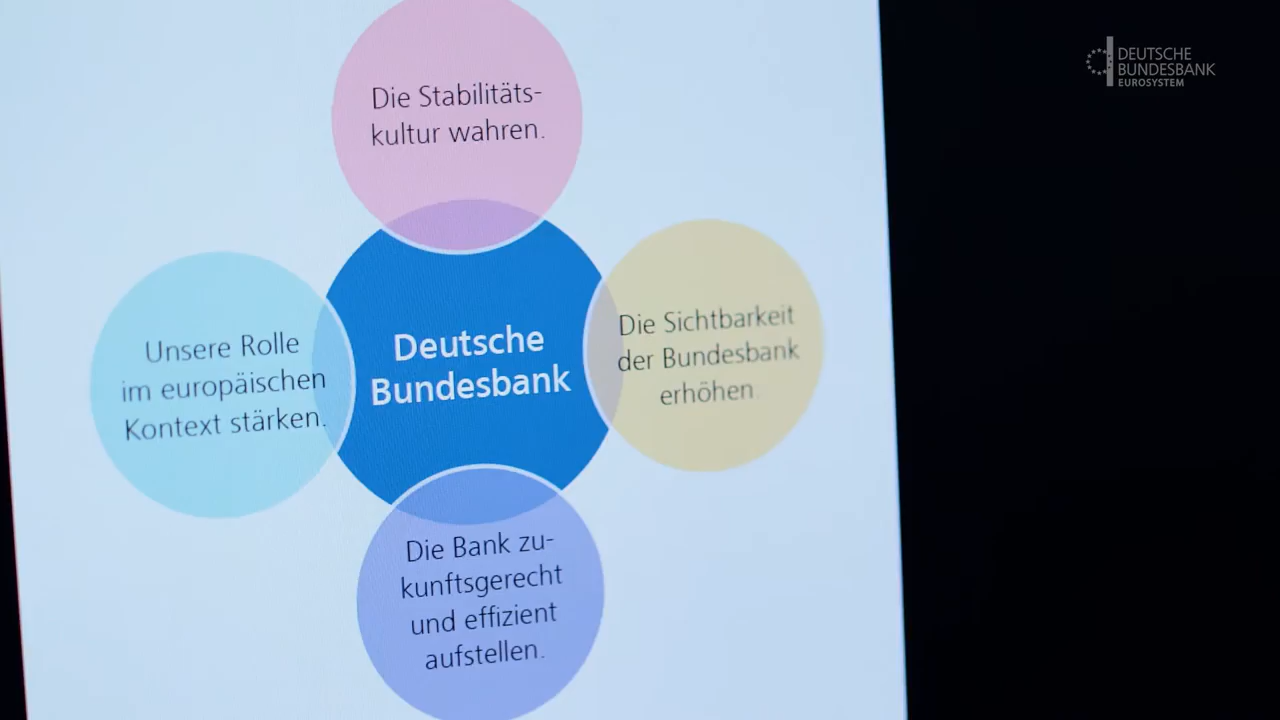 Die Stabilitäts-
kultur wahren.
Unsere Rolle
im europäischen
Kontext stärken.
Deutsche
Bundesbank
Die Sichtbarkeit
der Bundesbank
erhöhen.
Die Bank zu-
kunftsgerecht
und effizient
aufstellen.
DEUTSCHE
BUNDESBANK
EUROSYSTEM